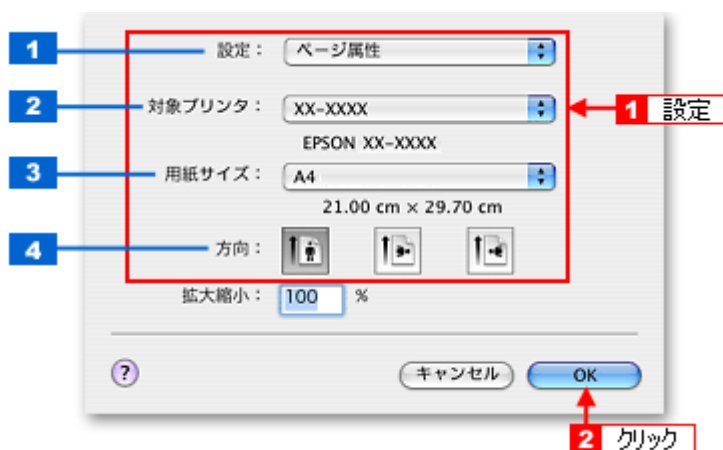 1 設定： ページ属性
2 対象プリンタ： XX-XXXX 1 設定
EPSON XX-XXXX
3 用紙サイズ： A4
21.00 cm × 29.70 cm
4 方向：
拡大縮小： 100 %
? キャンセル OK
2 クリック